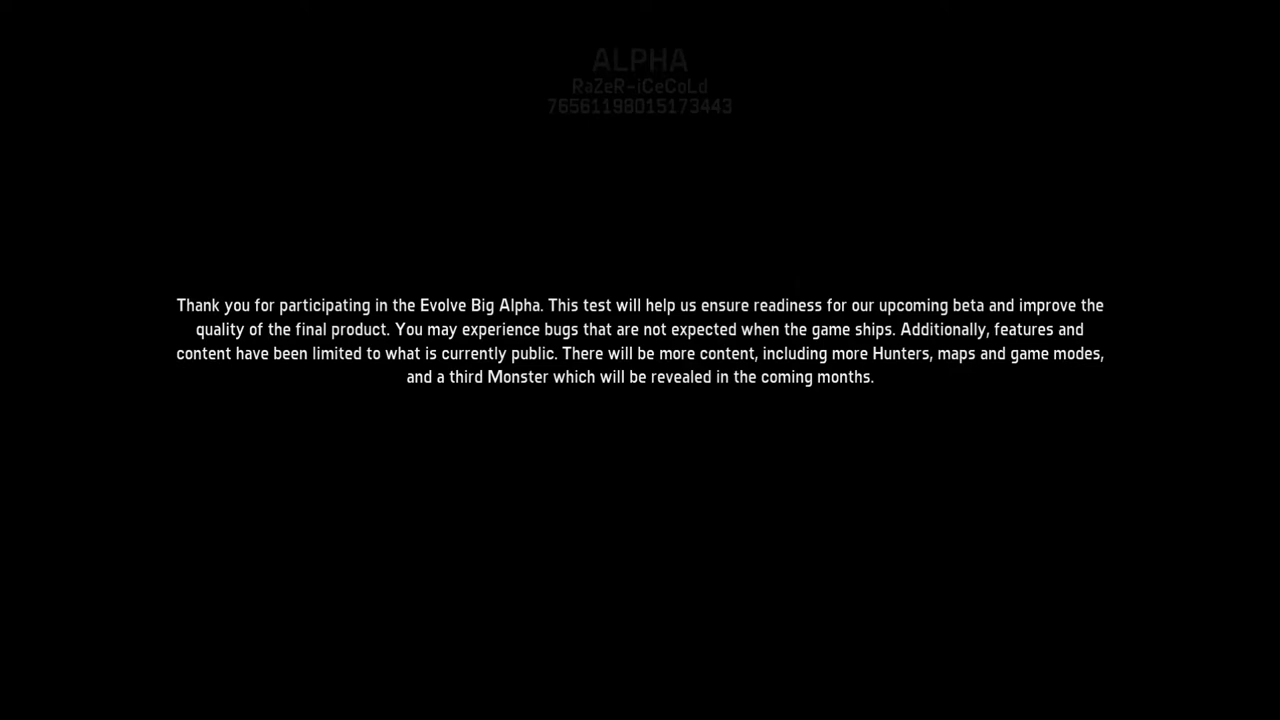 ALPHA
RaZeR-iCeCoLd
76561198015173443
Thank you for participating in the Evolve Big Alpha. This test will help us ensure readiness for our upcoming beta and improve the
quality of the final product. You may experience bugs that are not expected when the game ships. Additionally, features and
content have been limited to what is currently public. There will be more content, including more Hunters, maps and game modes,
and a third Monster which will be revealed in the coming months.